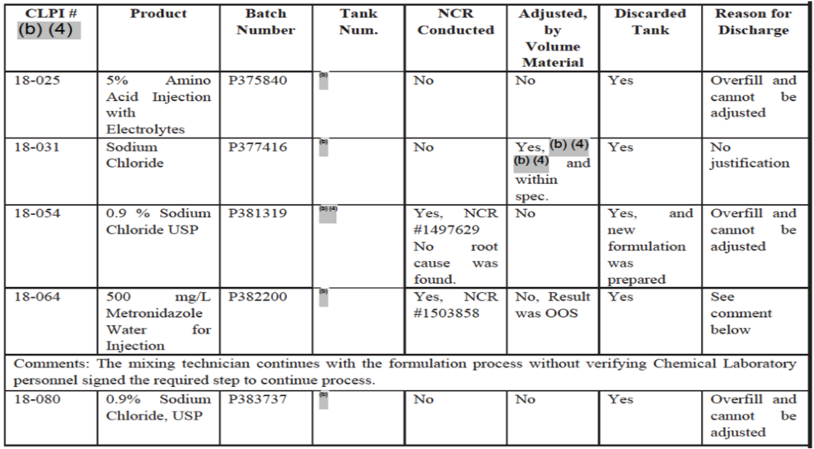 CLPI # Product Batch Tank NCR Adjusted, Discarded Reason for
(b) (4) Number Num. Conducted by Tank Discharge
Volume
Material
18-025 5% Amino P375840 (b) No No Yes Overfill and
Acid Injection cannot be
with adjusted
Electrolytes
18-031 Sodium P377416 (b) No Yes, (b) (4) Yes No
Chloride (b) (4) and justification
within
spec.
18-054 0.9 % Sodium P381319 (b) (4) Yes, NCR No Yes, and Overfill and
Chloride USP #1497629 new cannot be
No root formulation adjusted
cause was was
found. prepared
18-064 500 mg/L P382200 (b) Yes, NCR No, Result Yes See
Metronidazole #1503858 was OOS comment
Water for below
Injection
Comments: The mixing technician continues with the formulation process without verifying Chemical Laboratory
personnel signed the required step to continue process.
18-080 0.9% Sodium P383737 (b) No No Yes Overfill and
Chloride, USP cannot be
adjusted